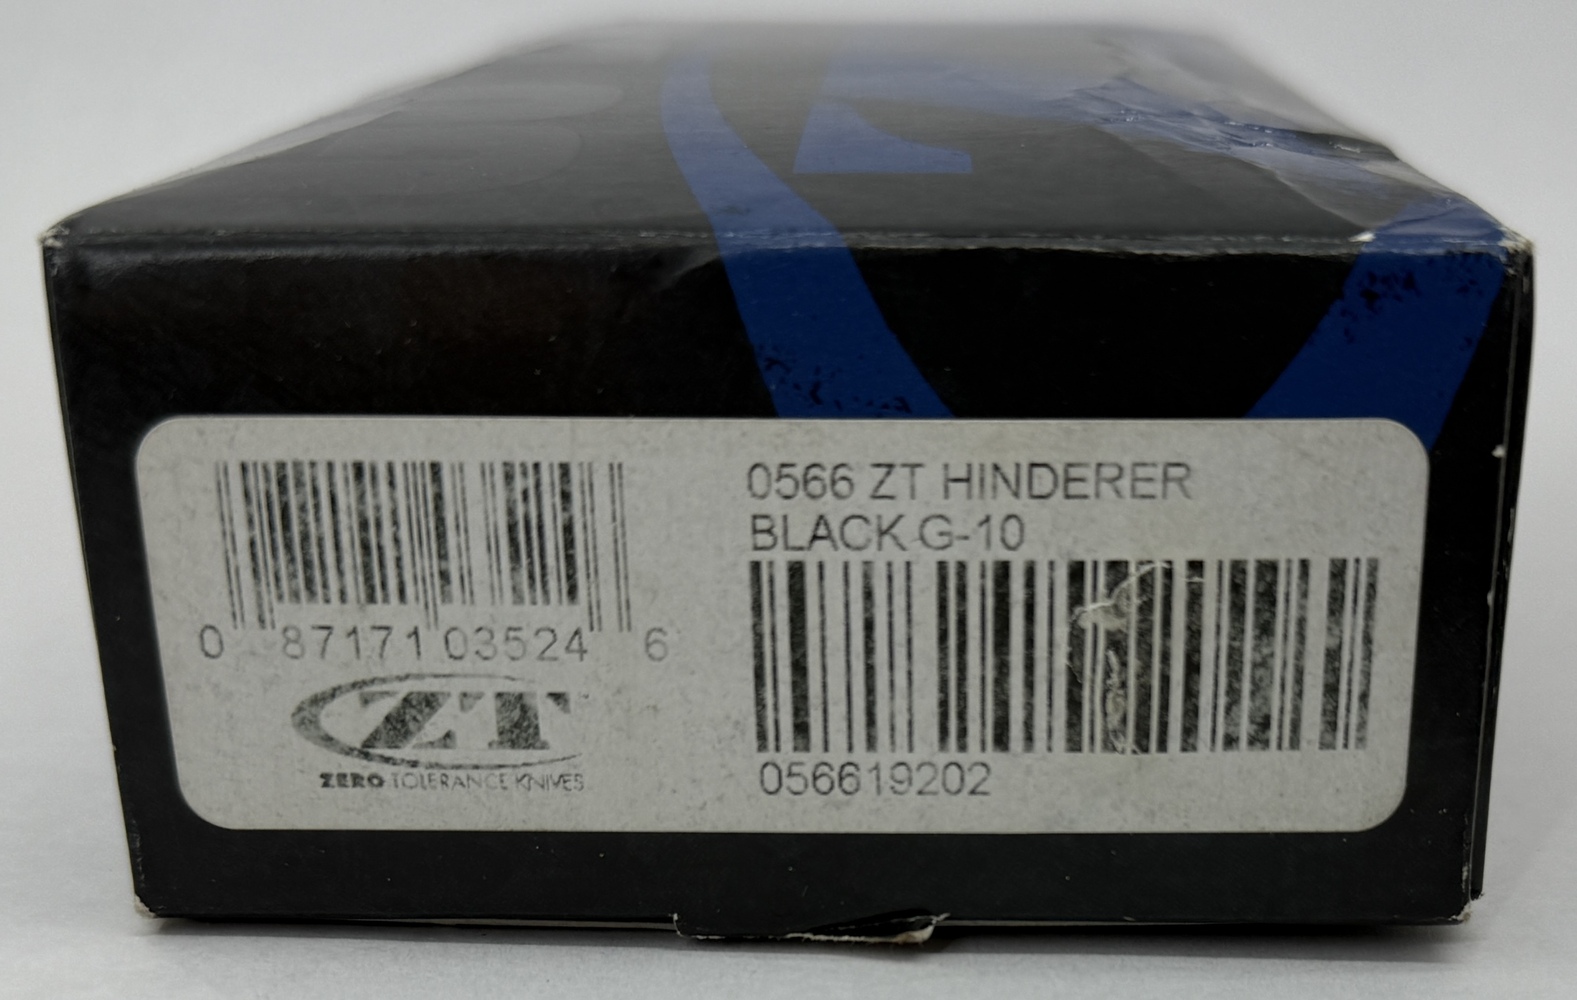 0566 ZT HINDERER
BLACK G-10
0 87171 03524 6
ZT
ZERO TOLERANCE KNIVES
056619202